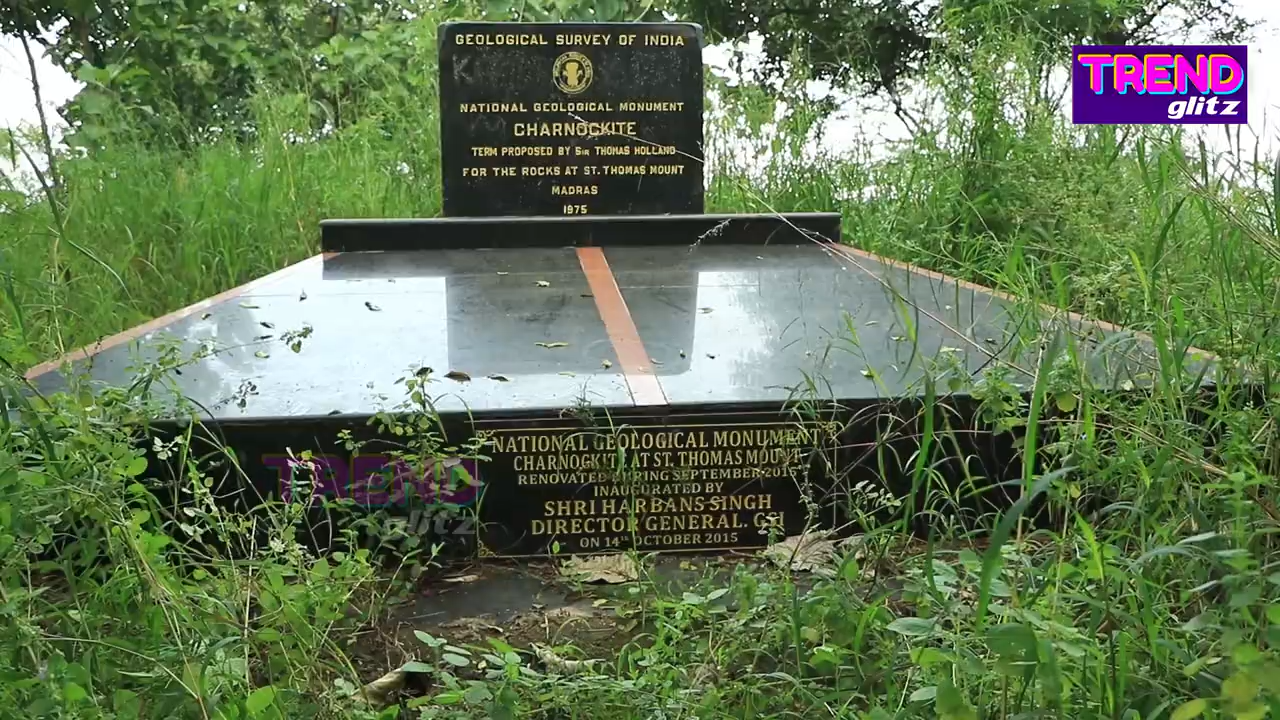 GEOLOGICAL SURVEY OF INDIA
NATIONAL GEOLOGICAL MONUMENT
CHARNOCKITE
TERM PROPOSED BY SIR THOMAS HOLLAND
FOR THE ROCKS AT ST. THOMAS MOUNT
MADRAS
1975
TREND
glitz
NATIONAL GEOLOGICAL MONUMENT
CHARNOCKITE AT ST. THOMAS MOUNT
RENOVATED DURING SEPTEMBER 2015
INAUGURATED BY
SHRI HARBANS SINGH
DIRECTOR GENERAL. GSI
ON 14th OCTOBER 2015
TREND
glitz